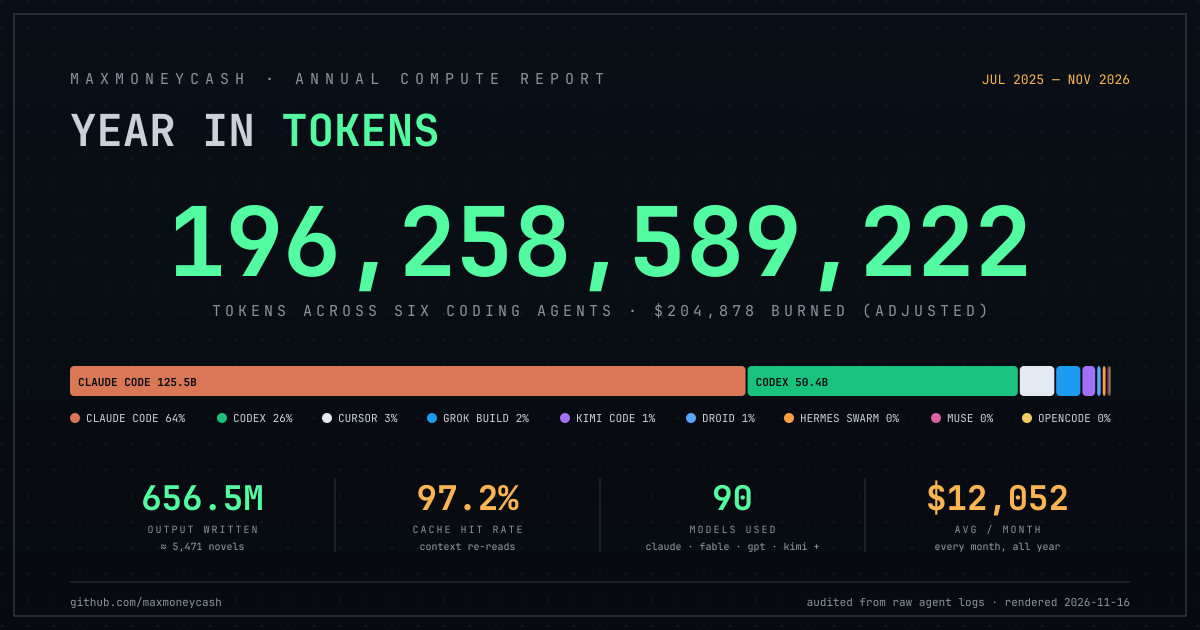 MAXMONEYCASH · ANNUAL COMPUTE REPORT
JUL 2025 — NOV 2026
YEAR IN TOKENS
196,258,589,222
TOKENS ACROSS SIX CODING AGENTS · $204,878 BURNED (ADJUSTED)
CLAUDE CODE 125.5B CODEX 50.4B
CLAUDE CODE 64% CODEX 26% CURSOR 3% GROK BUILD 2% KIMI CODE 1% DROID 1% HERMES SWARM 0% MUSE 0% OPENCODE 0%
656.5M 97.2% 90 $12,052
OUTPUT WRITTEN CACHE HIT RATE MODELS USED AVG / MONTH
≈ 5,471 novels context re-reads claude · fable · gpt · kimi + every month, all year
github.com/maxmoneycash audited from raw agent logs · rendered 2026-11-16